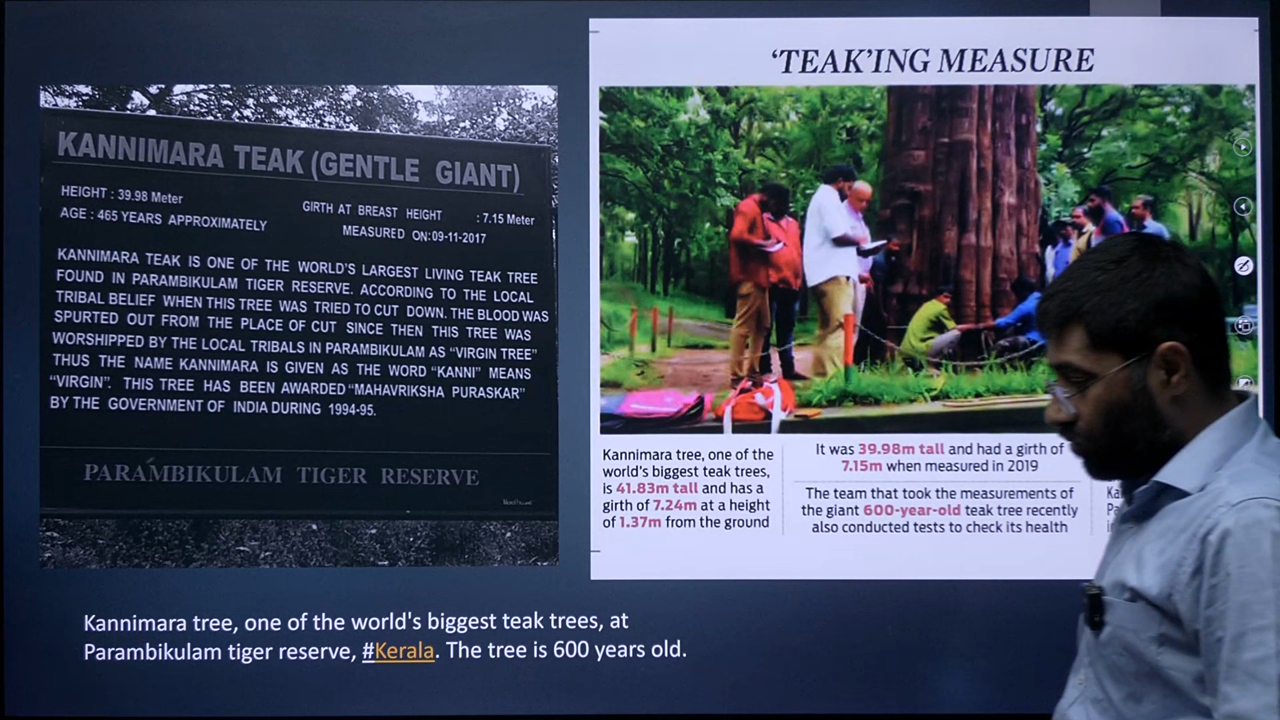 KANNIMARA TEAK (GENTLE GIANT)
HEIGHT : 39.98 Meter
AGE : 465 YEARS APPROXIMATELY
GIRTH AT BREAST HEIGHT : 7.15 Meter
MEASURED ON:09-11-2017
KANNIMARA TEAK IS ONE OF THE WORLD'S LARGEST LIVING TEAK TREE
FOUND IN PARAMBIKULAM TIGER RESERVE. ACCORDING TO THE LOCAL
TRIBAL BELIEF WHEN THIS TREE WAS TRIED TO CUT DOWN. THE BLOOD WAS
SPURTED OUT FROM THE PLACE OF CUT SINCE THEN THIS TREE WAS
WORSHIPPED BY THE LOCAL TRIBALS IN PARAMBIKULAM AS "VIRGIN TREE"
THUS THE NAME KANNIMARA IS GIVEN AS THE WORD "KANNI" MEANS
"VIRGIN". THIS TREE HAS BEEN AWARDED "MAHAVRIKSHA PURASKAR"
BY THE GOVERNMENT OF INDIA DURING 1994-95.
PARAMBIKULAM TIGER RESERVE
'TEAK'ING MEASURE
Kannimara tree, one of the
world's biggest teak trees,
is 41.83m tall and has a
girth of 7.24m at a height
of 1.37m from the ground
It was 39.98m tall and had a girth of
7.15m when measured in 2019
The team that took the measurements of
the giant 600-year-old teak tree recently
also conducted tests to check its health
Kannimara tree, one of the world's biggest teak trees, at
Parambikulam tiger reserve, #Kerala. The tree is 600 years old.